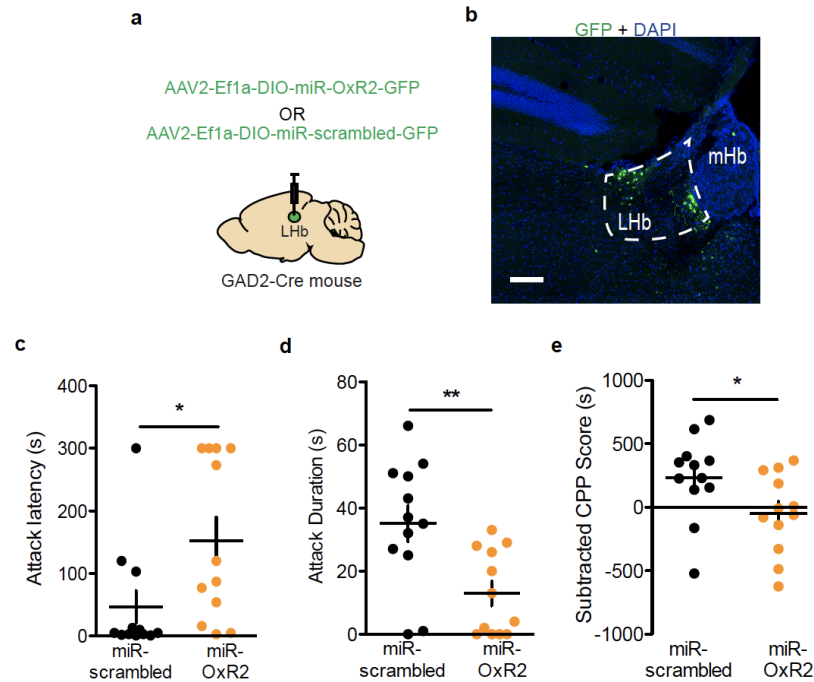 a
AAV2-Ef1a-DIO-miR-OxR2-GFP
OR
AAV2-Ef1a-DIO-miR-scrambled-GFP
LHb
GAD2-Cre mouse
b
GFP + DAPI
mHb
LHb
c
Attack latency (s)
400
300
200
100
0
*
miR-
scrambled
miR-
OxR2
d
Attack Duration (s)
80
60
40
20
0
**
miR-
scrambled
miR-
OxR2
e
Subtracted CPP Score (s)
1000
500
0
-500
-1000
*
miR-
scrambled
miR-
OxR2